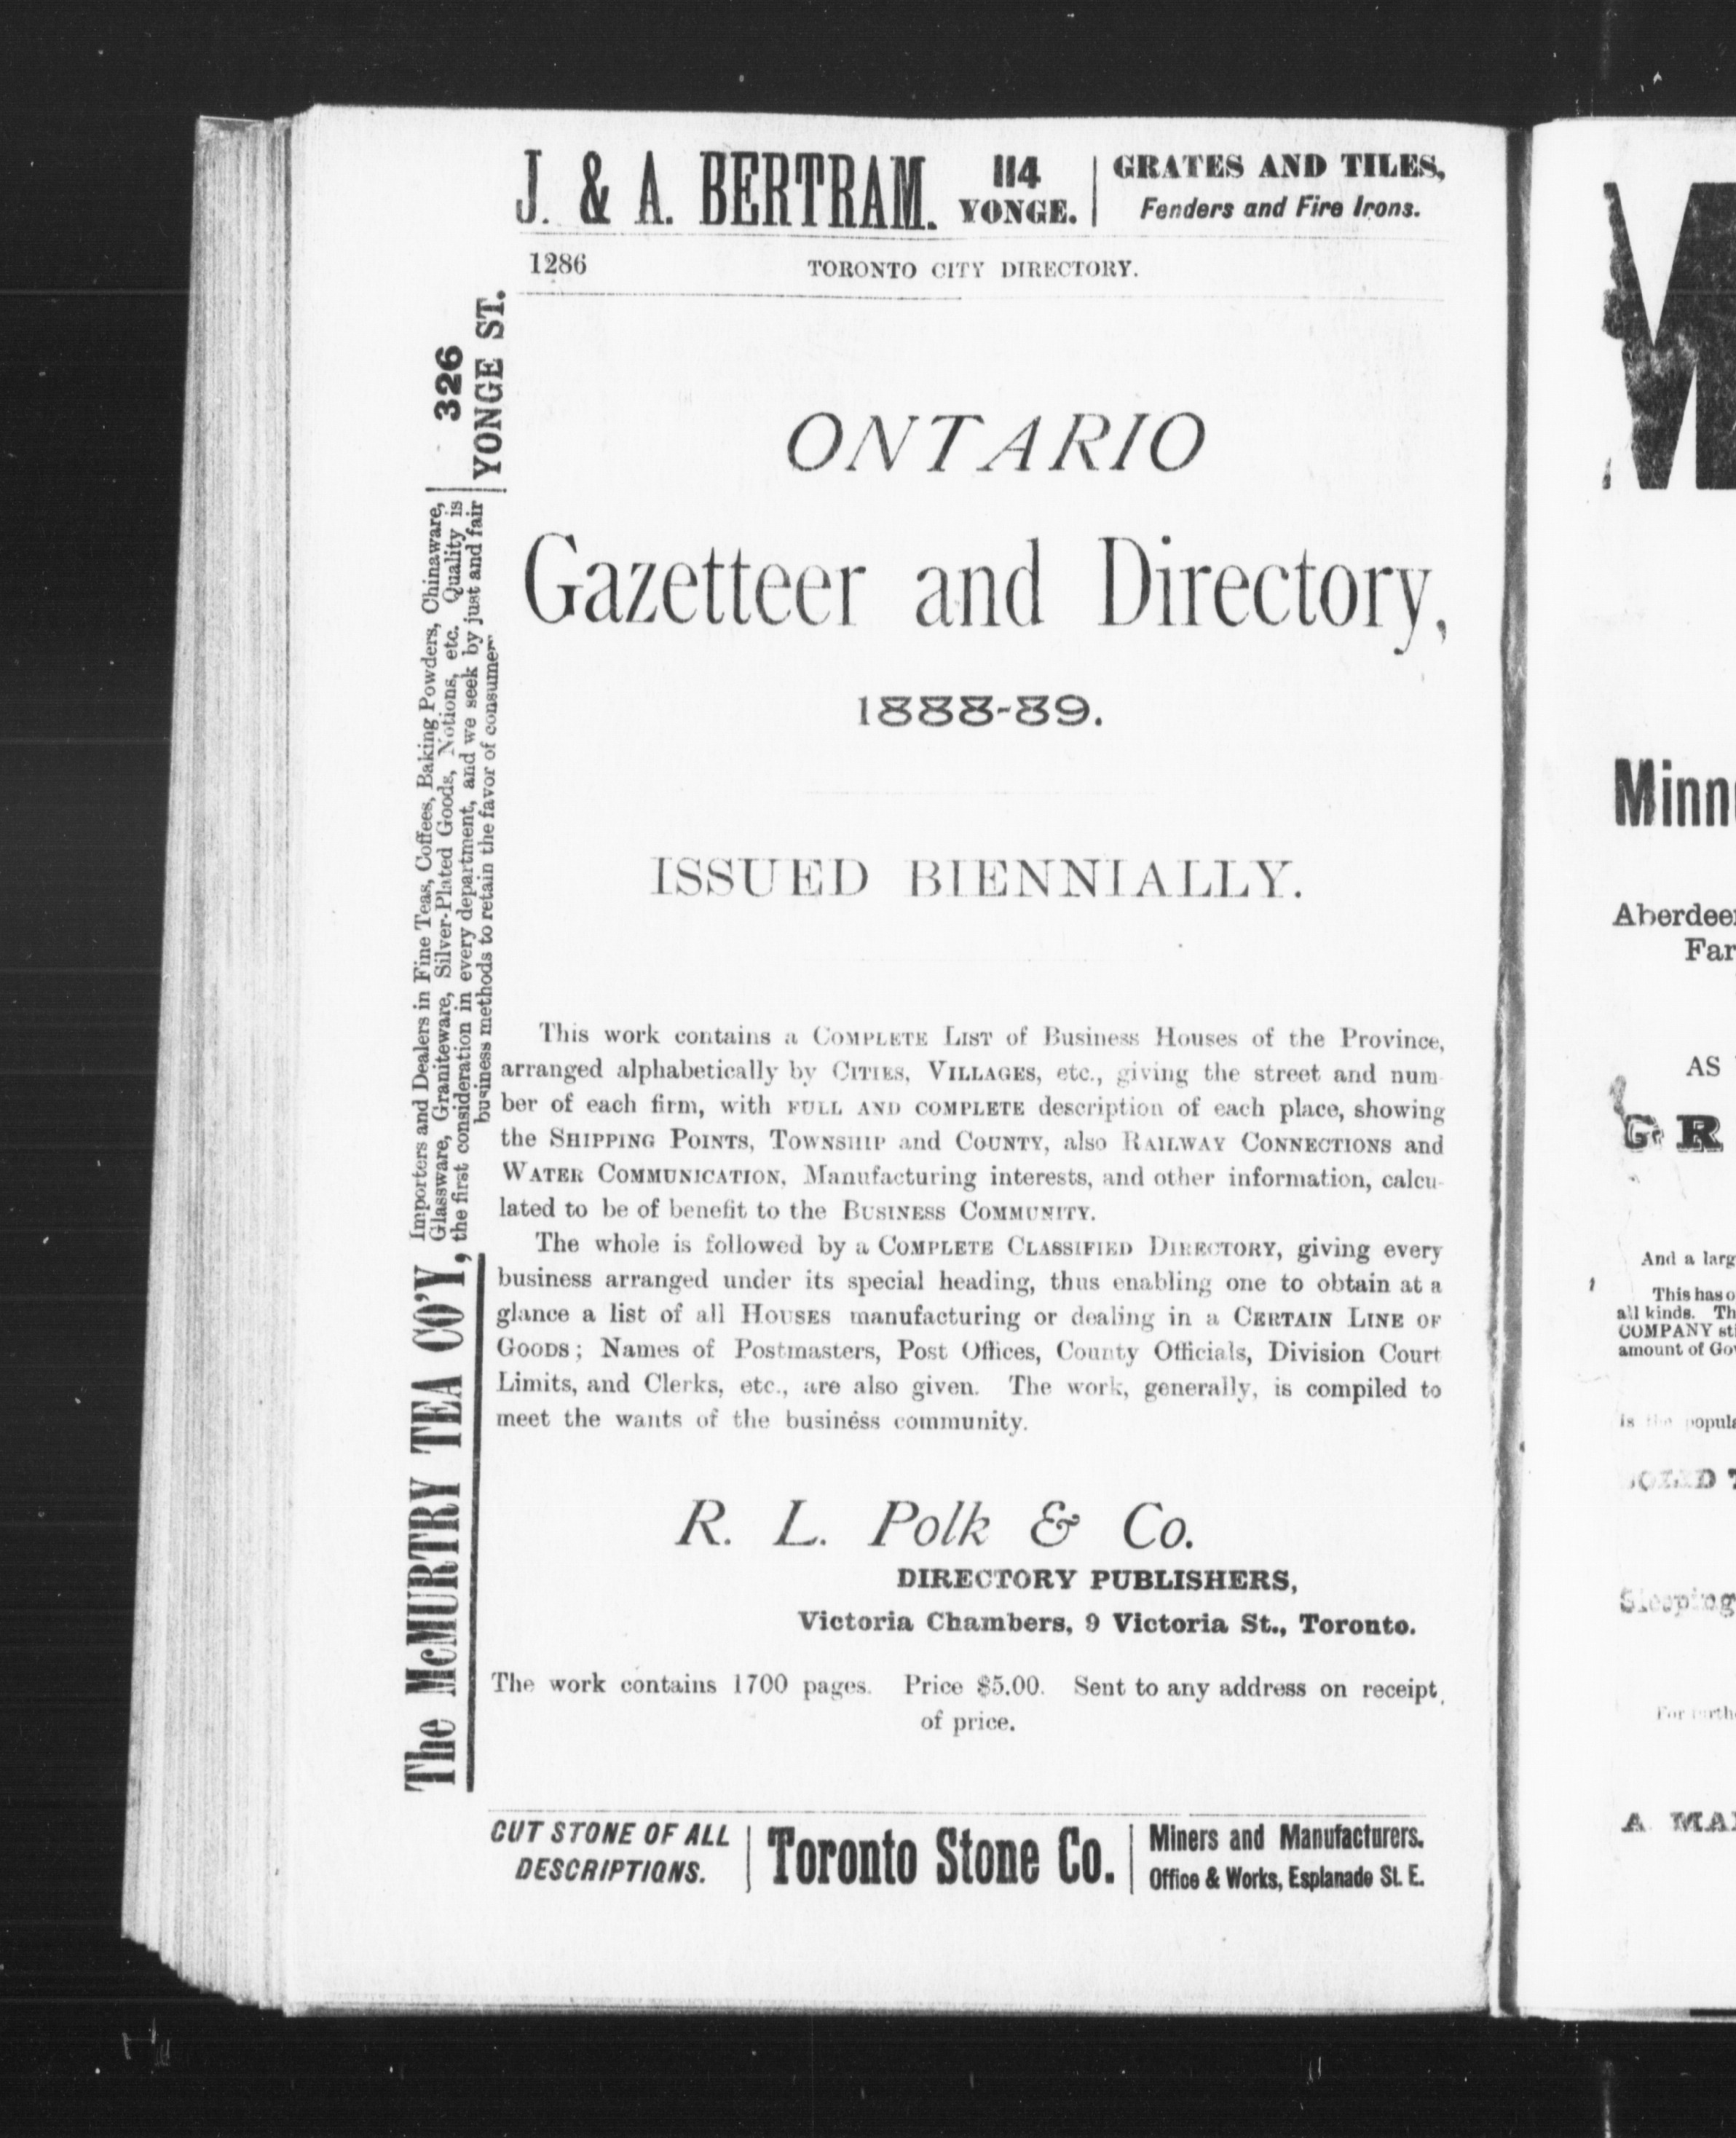 J. & A. BERTRAM.
114
YONGE.
GRATES AND TILES,
Fenders and Fire Irons.
1286
TORONTO CITY DIRECTORY.
ONTARIO
Gazetteer and Directory,
1888-89.
ISSUED BIENNIALLY.
This work contains a COMPLETE LIST of Business Houses of the Province,
arranged alphabetically by CITIES, VILLAGES, etc., giving the street and num-
ber of each firm, with FULL AND COMPLETE description of each place, showing
the SHIPPING POINTS, TOWNSHIP and COUNTY, also RAILWAY CONNECTIONS and
WATER COMMUNICATION, Manufacturing interests, and other information, calcu-
lated to be of benefit to the BUSINESS COMMUNITY.
The whole is followed by a COMPLETE CLASSIFIED DIRECTORY, giving every
business arranged under its special heading, thus enabling one to obtain at a
glance a list of all HOUSES manufacturing or dealing in a CERTAIN LINE OF
GOODS; Names of Postmasters, Post Offices, County Officials, Division Court
Limits, and Clerks, etc., are also given. The work, generally, is compiled to
meet the wants of the business community.
R. L. Polk & Co.
DIRECTORY PUBLISHERS,
Victoria Chambers, 9 Victoria St., Toronto.
The work contains 1700 pages. Price $5.00. Sent to any address on receipt
of price.
CUT STONE OF ALL
DESCRIPTIONS.
Toronto Stone Co.
Miners and Manufacturers.
Office & Works, Esplanade St. E.
The McMURTRY TEA CO'Y,
Importers and Dealers in Fine Teas, Coffees, Baking Powders, Chinaware,
Glassware, Graniteware, Silver-Plated Goods, Notions, etc. Quality is
the first consideration in every department, and we seek by just and fair
business methods to retain the favor of consumer
326
YONGE ST.
Minn
Aberdee
Far
AS
GR
And a larg
This has o
all kinds. Th
COMPANY st
amount of Go
is the popul
Sleeping
A MA